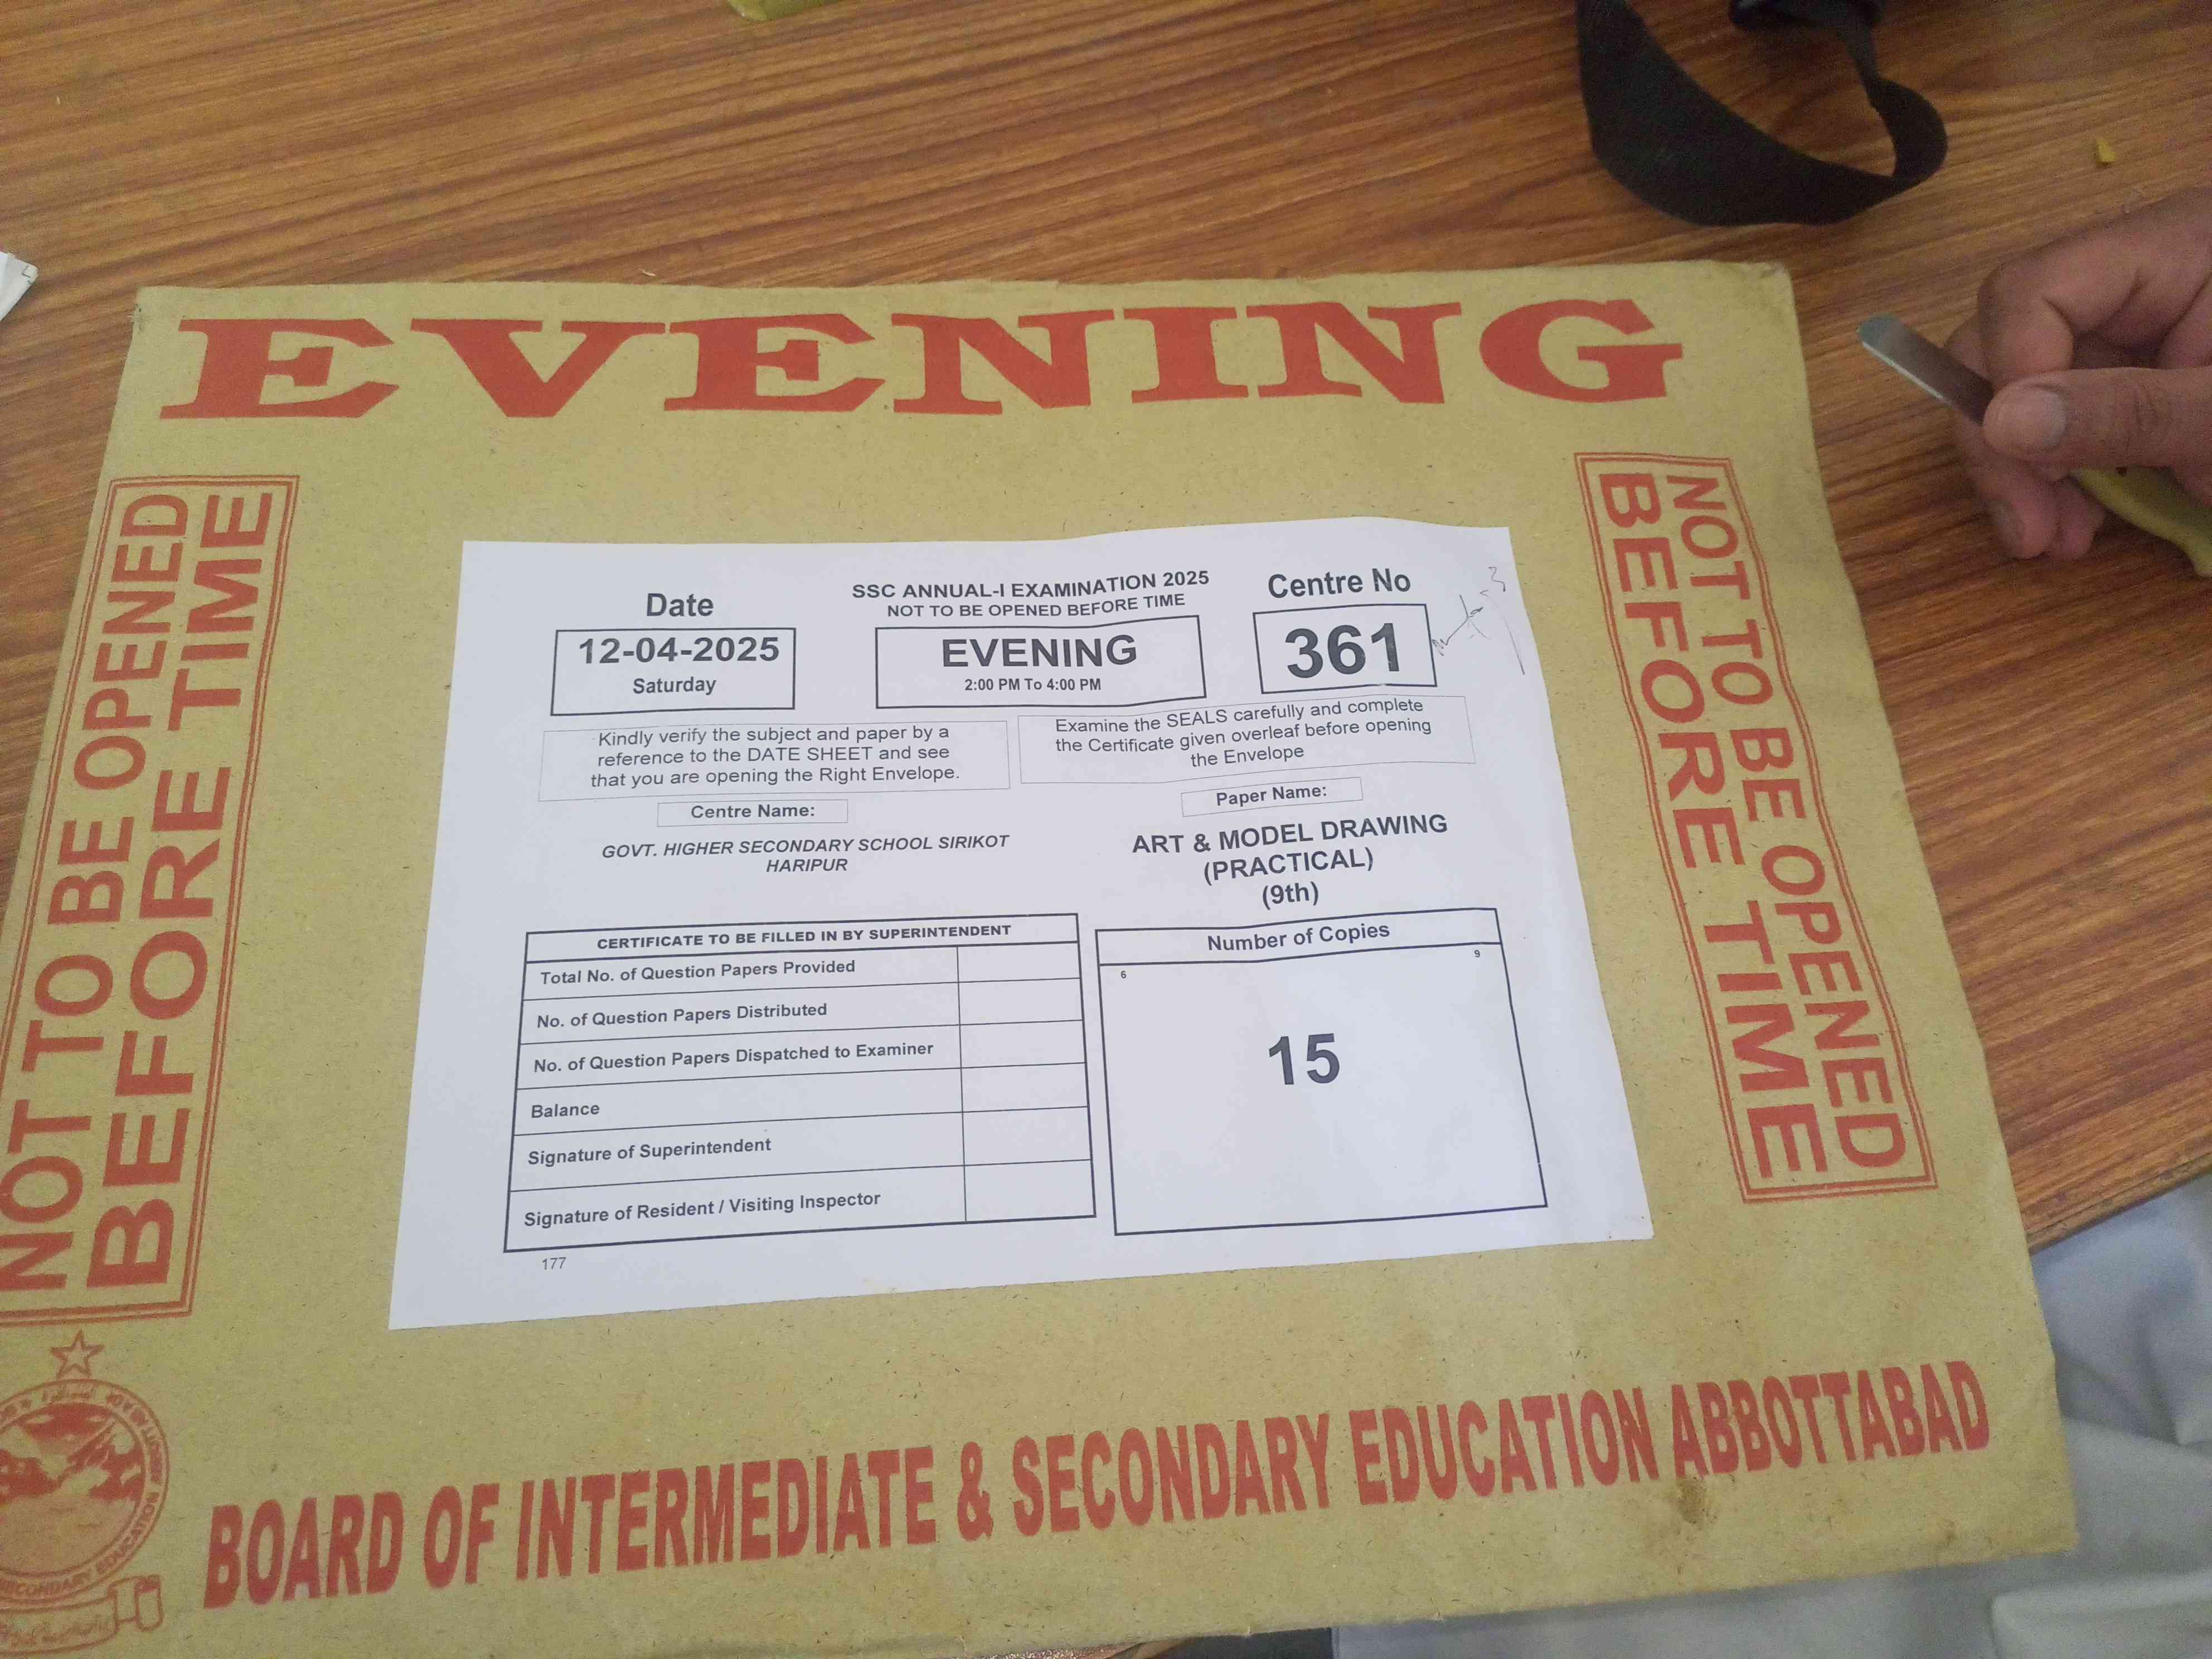 EVENING
NOT TO BE OPENED
BEFORE TIME
NOT TO BE OPENED
BEFORE TIME
Date
12-04-2025
Saturday
SSC ANNUAL-I EXAMINATION 2025
NOT TO BE OPENED BEFORE TIME
EVENING
2:00 PM To 4:00 PM
Centre No
361
Kindly verify the subject and paper by a
reference to the DATE SHEET and see
that you are opening the Right Envelope.
Examine the SEALS carefully and complete
the Certificate given overleaf before opening
the Envelope
Centre Name:
GOVT. HIGHER SECONDARY SCHOOL SIRIKOT
HARIPUR
Paper Name:
ART & MODEL DRAWING
(PRACTICAL)
(9th)
CERTIFICATE TO BE FILLED IN BY SUPERINTENDENT
Total No. of Question Papers Provided
No. of Question Papers Distributed
No. of Question Papers Dispatched to Examiner
Balance
Signature of Superintendent
Signature of Resident / Visiting Inspector
177
Number of Copies
6 9
15
SECONDARY EDUCATION
BOARD OF INTERMEDIATE & SECONDARY EDUCATION ABBOTTABAD